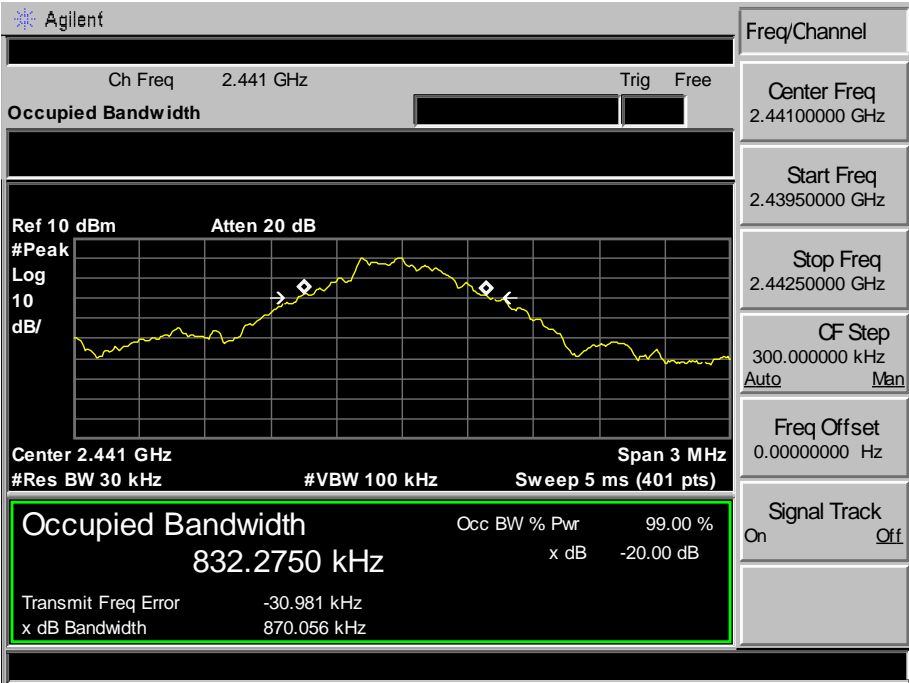 Agilent
Freq/Channel
Ch Freq 2.441 GHz Trig Free
Occupied Bandwidth
Center Freq
2.44100000 GHz
Start Freq
2.43950000 GHz
Stop Freq
2.44250000 GHz
CF Step
300.000000 kHz
Auto Man
Freq Offset
0.00000000 Hz
Signal Track
On Off
Ref 10 dBm Atten 20 dB
#Peak
Log
10
dB/
Center 2.441 GHz Span 3 MHz
#Res BW 30 kHz #VBW 100 kHz Sweep 5 ms (401 pts)
Occupied Bandwidth Occ BW % Pwr 99.00 %
832.2750 kHz x dB -20.00 dB
Transmit Freq Error -30.981 kHz
x dB Bandwidth 870.056 kHz